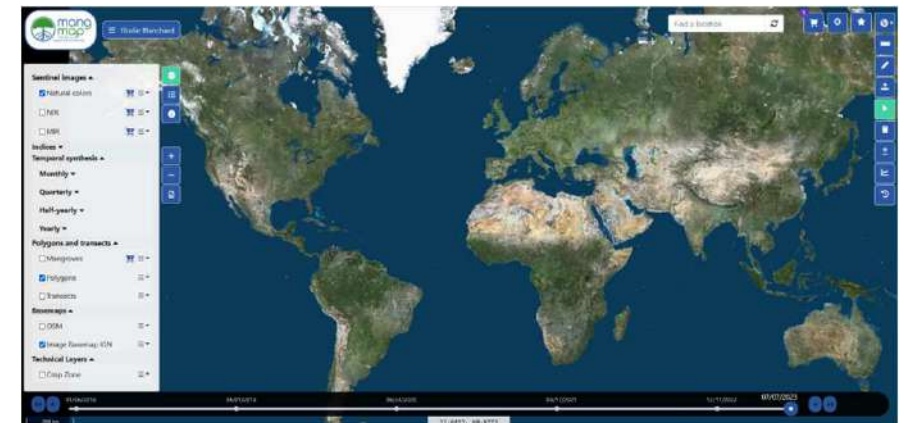 mang
map
Find a location
Sentinel Images
Natural colors
NIR
MIR
Indices
Temporal synthesis
Monthly
Quarterly
Half-yearly
Yearly
Polygons and transects
Mangroves
Polygons
Transects
Basemaps
OSM
Image Basemap IGN
Technical Layers
Crop Zone
07/07/2023